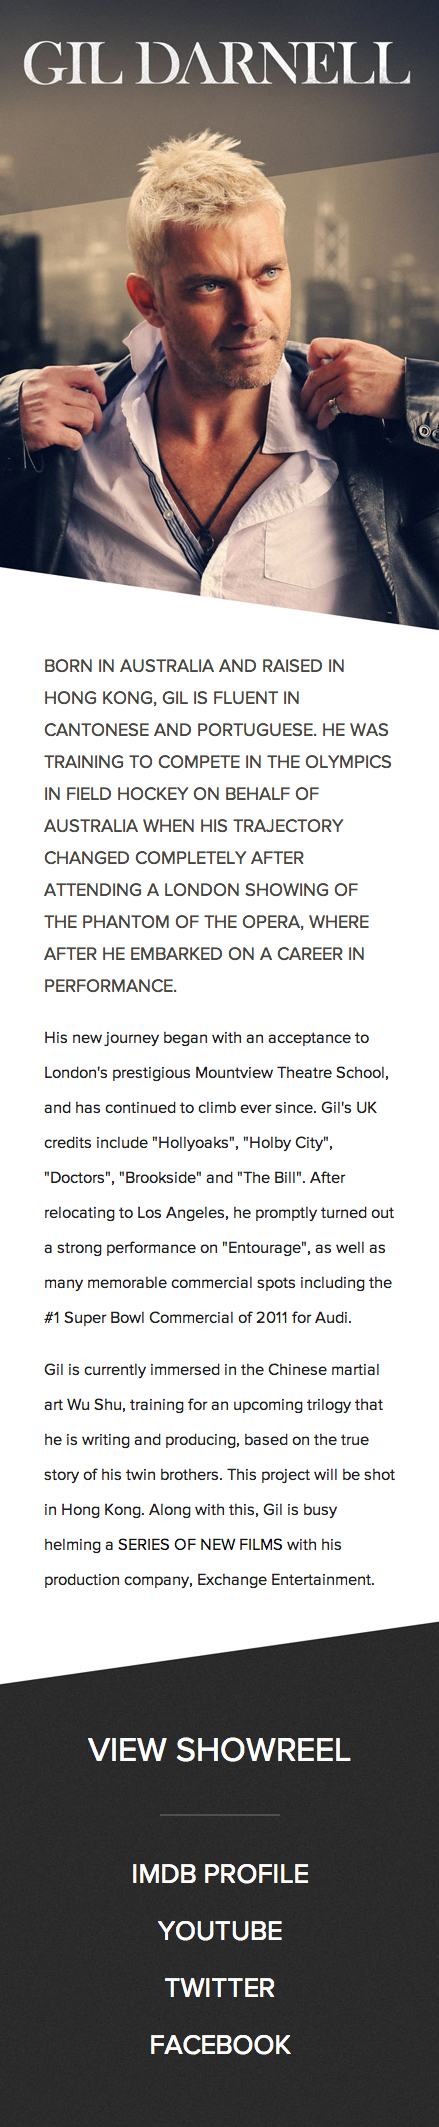 GIL DARNELL
BORN IN AUSTRALIA AND RAISED IN
HONG KONG, GIL IS FLUENT IN
CANTONESE AND PORTUGUESE. HE WAS
TRAINING TO COMPETE IN THE OLYMPICS
IN FIELD HOCKEY ON BEHALF OF
AUSTRALIA WHEN HIS TRAJECTORY
CHANGED COMPLETELY AFTER
ATTENDING A LONDON SHOWING OF
THE PHANTOM OF THE OPERA, WHERE
AFTER HE EMBARKED ON A CAREER IN
PERFORMANCE.
His new journey began with an acceptance to
London's prestigious Mountview Theatre School,
and has continued to climb ever since. Gil's UK
credits include "Hollyoaks", "Holby City",
"Doctors", "Brookside" and "The Bill". After
relocating to Los Angeles, he promptly turned out
a strong performance on "Entourage", as well as
many memorable commercial spots including the
#1 Super Bowl Commercial of 2011 for Audi.
Gil is currently immersed in the Chinese martial
art Wu Shu, training for an upcoming trilogy that
he is writing and producing, based on the true
story of his twin brothers. This project will be shot
in Hong Kong. Along with this, Gil is busy
helming a SERIES OF NEW FILMS with his
production company, Exchange Entertainment.
VIEW SHOWREEL
IMDB PROFILE
YOUTUBE
TWITTER
FACEBOOK